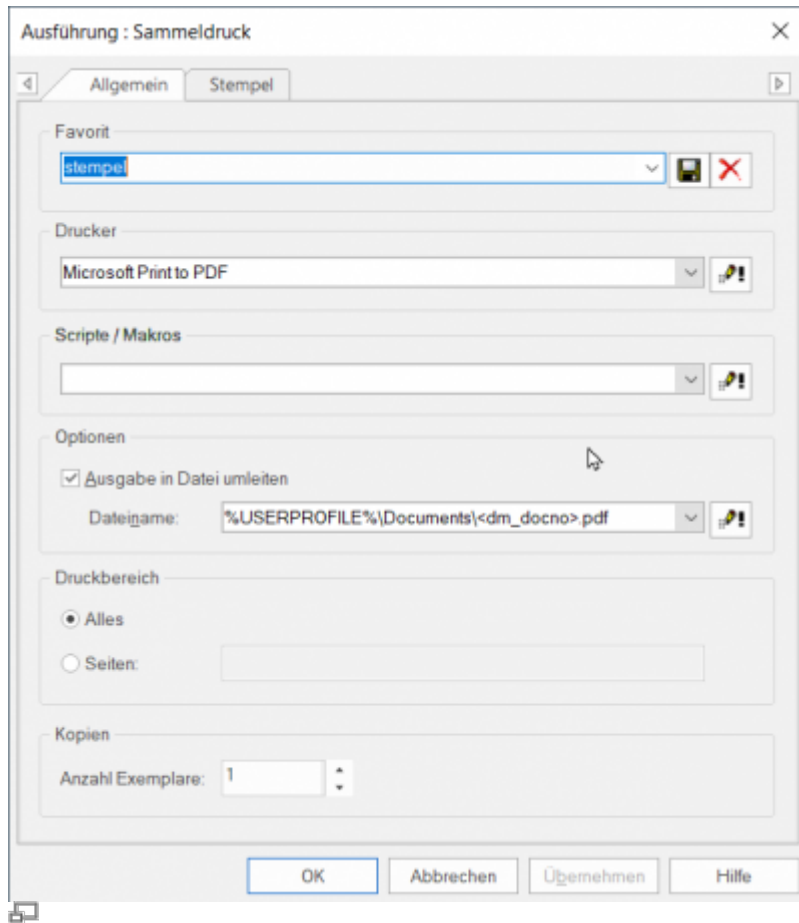 Ausführung : Sammeldruck
Allgemein
Stempel
Favorit
stempel
Drucker
Microsoft Print to PDF
Scripte / Makros
Optionen
Ausgabe in Datei umleiten
Dateiname:
%USERPROFILE%\Documents\<dm_docno>.pdf
Druckbereich
Alles
Seiten:
Kopien
Anzahl Exemplare:
1
OK
Abbrechen
Übernehmen
Hilfe